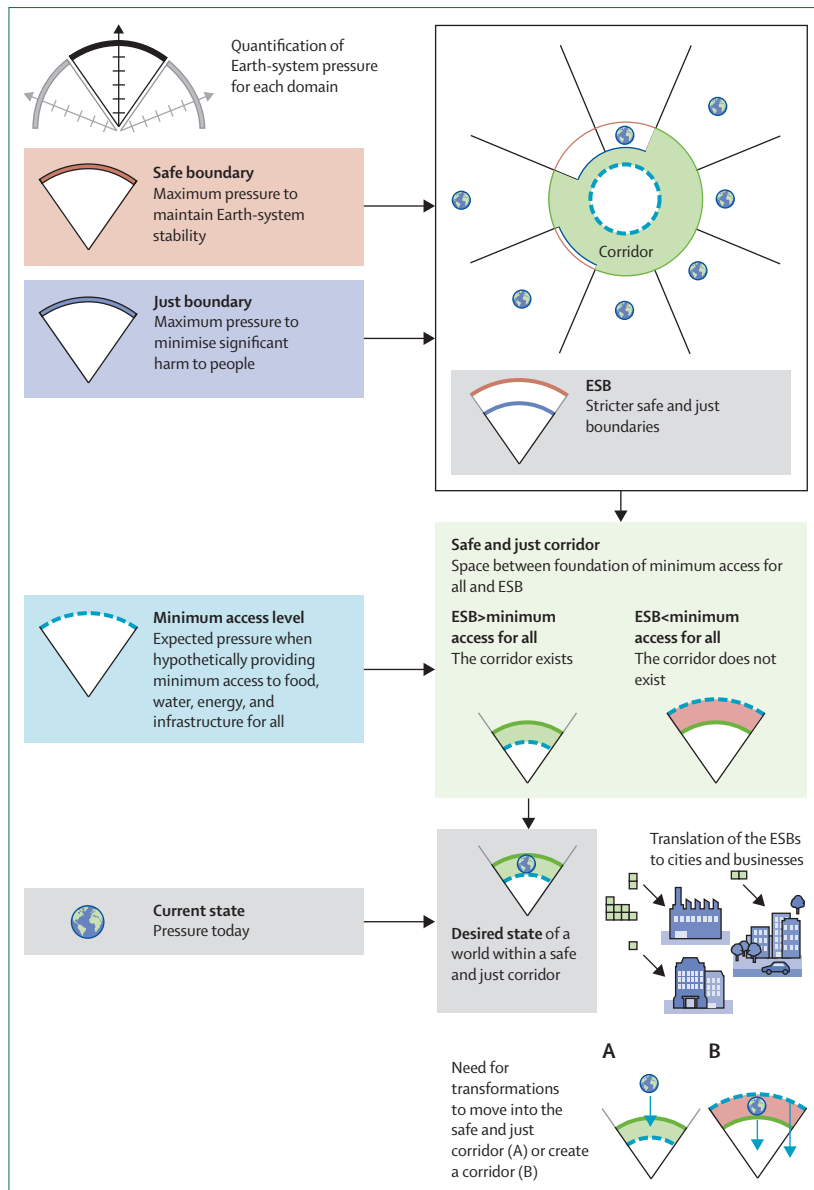 Quantification of
Earth-system pressure
for each domain
Safe boundary
Maximum pressure to
maintain Earth-system
stability
Just boundary
Maximum pressure to
minimise significant
harm to people
Corridor
ESB
Stricter safe and just
boundaries
Safe and just corridor
Space between foundation of minimum access for
all and ESB
ESB>minimum
access for all
The corridor exists
ESB<minimum
access for all
The corridor does not
exist
Minimum access level
Expected pressure when
hypothetically providing
minimum access to food,
water, energy, and
infrastructure for all
Current state
Pressure today
Desired state of a
world within a safe
and just corridor
Translation of the ESBs
to cities and businesses
Need for
transformations
to move into the
safe and just
corridor (A) or create
a corridor (B)
A
B